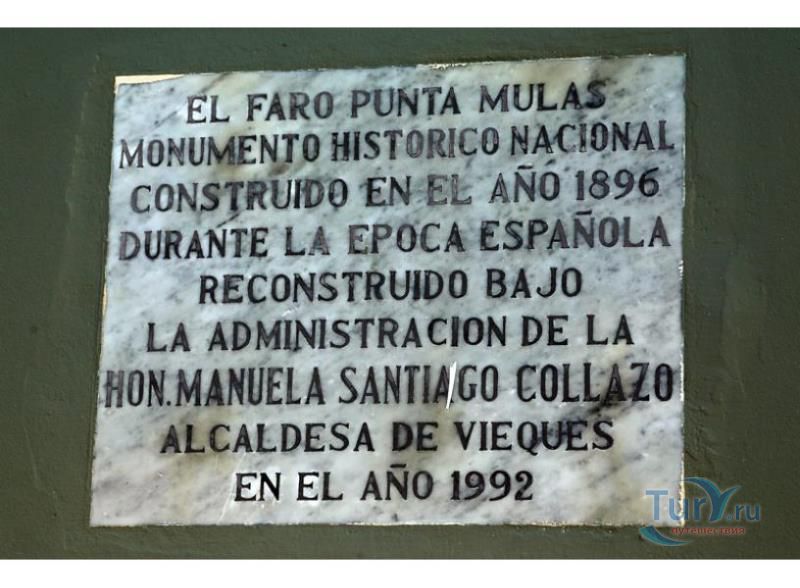 EL FARO PUNTA MULAS
MONUMENTO HISTORICO NACIONAL
CONSTRUIDO EN EL AÑO 1896
DURANTE LA EPOCA ESPAÑOLA
RECONSTRUIDO BAJO
LA ADMINISTRACION DE LA
HON. MANUELA SANTIAGO COLLAZO
ALCALDESA DE VIEQUES
EN EL AÑO 1992
Tury.ru
путешествия